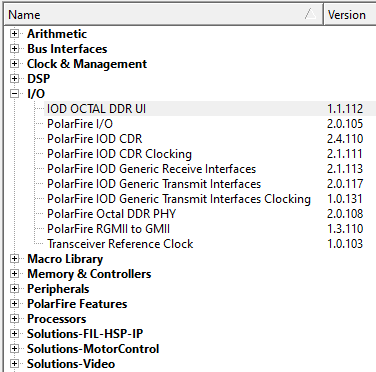 Name Version
Arithmetic
Bus Interfaces
Clock & Management
DSP
I/O
IOD OCTAL DDR UI 1.1.112
PolarFire I/O 2.0.105
PolarFire IOD CDR 2.4.110
PolarFire IOD CDR Clocking 2.1.111
PolarFire IOD Generic Receive Interfaces 2.1.113
PolarFire IOD Generic Transmit Interfaces 2.0.117
PolarFire IOD Generic Transmit Interfaces Clocking 1.0.131
PolarFire Octal DDR PHY 2.0.108
PolarFire RGMII to GMII 1.3.110
Transceiver Reference Clock 1.0.103
Macro Library
Memory & Controllers
Peripherals
PolarFire Features
Processors
Solutions-FIL-HSP-IP
Solutions-MotorControl
Solutions-Video